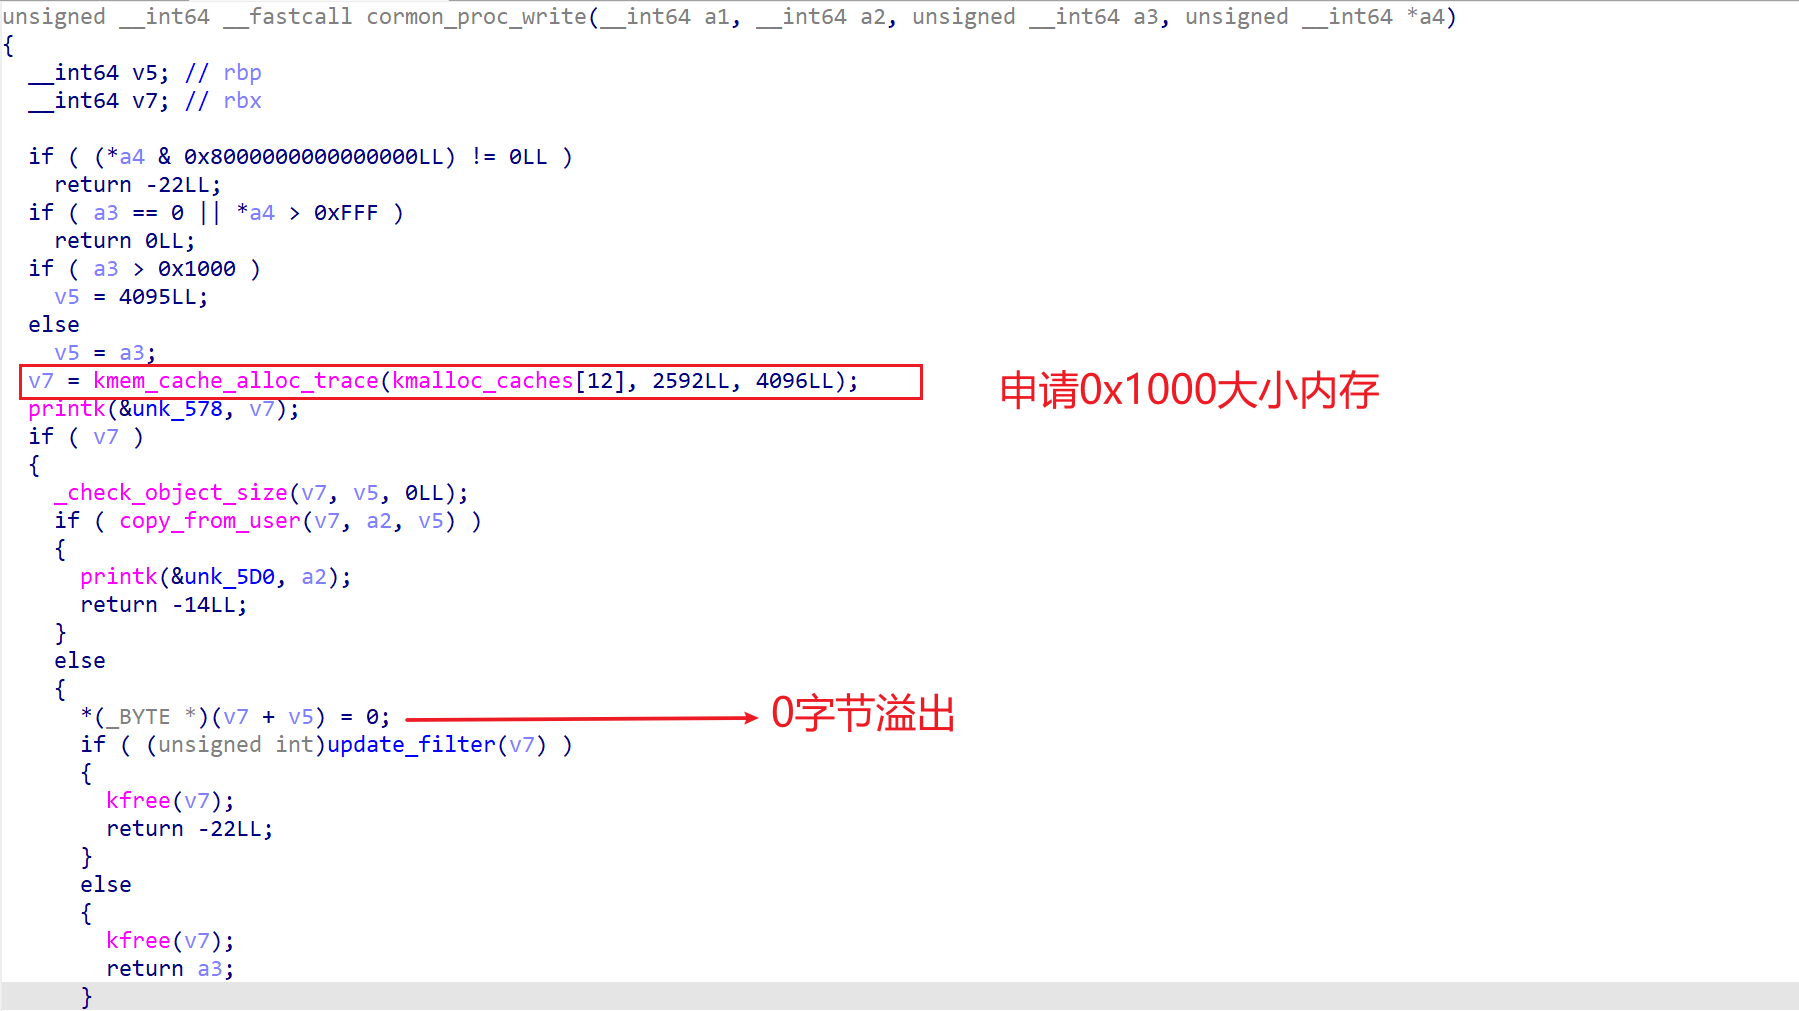 unsigned __int64 __fastcall cormon_proc_write(__int64 a1, __int64 a2, unsigned __int64 a3, unsigned __int64 *a4)
{
  __int64 v5; // rbp
  __int64 v7; // rbx

  if ( (*a4 & 0x8000000000000000LL) != 0LL )
    return -22LL;
  if ( a3 == 0 || *a4 > 0xFFF )
    return 0LL;
  if ( a3 > 0x1000 )
    v5 = 4095LL;
  else
    v5 = a3;
  v7 = kmem_cache_alloc_trace(kmalloc_caches[12], 2592LL, 4096LL);
申请0x1000大小内存
  printk(&unk_578, v7);
  if ( v7 )
  {
    _check_object_size(v7, v5, 0LL);
    if ( copy_from_user(v7, a2, v5) )
    {
      printk(&unk_5D0, a2);
      return -14LL;
    }
    else
    {
      *(_BYTE *)(v7 + v5) = 0;
0字节溢出
      if ( (unsigned int)update_filter(v7) )
      {
        kfree(v7);
        return -22LL;
      }
      else
      {
        kfree(v7);
        return a3;
      }